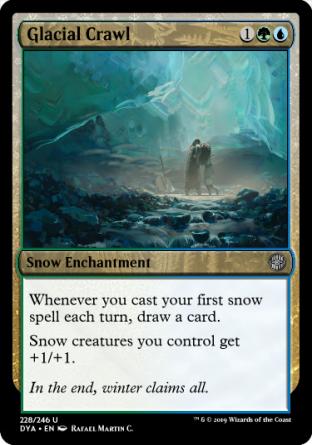 Glacial Crawl 1
Snow Enchantment
Whenever you cast your first snow
spell each turn, draw a card.
Snow creatures you control get
+1/+1.
In the end, winter claims all.
228/246 U
DYA • EN Rafael Martin C.
™ & © 2019 Wizards of the Coast